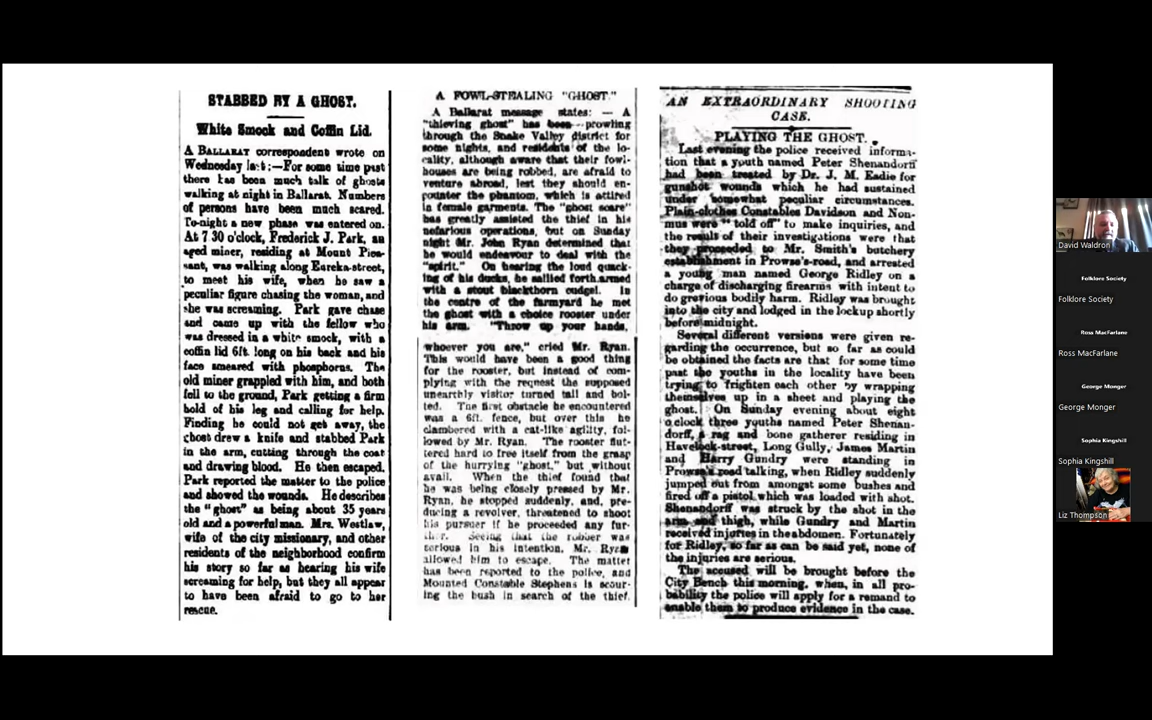 STABBED BY A GHOST.
White Smock and Coffin Lid.
A BALLARAT correspondent wrote on
Wednesday last:—For some time past
there has been much talk of ghosts
walking at night in Ballarat. Numbers
of persons have been much scared.
To-night a new phase was entered on.
At 7 30 o'clock, Frederick J. Park, an
aged miner, residing at Mount Plea-
sant, was walking along Eureka-street,
to meet his wife, when he saw a
peculiar figure chasing the woman, and
she was screaming. Park gave chase
and came up with the fellow who
was dressed in a white smock, with a
coffin lid 6ft. long on his back and his
face smeared with phosphorus. The
old miner grappled with him, and both
fell to the ground, Park getting a firm
hold of his leg and calling for help.
Finding he could not get away, the
ghost drew a knife and stabbed Park
in the arm, cutting through the coat
and drawing blood. He then escaped.
Park reported the matter to the police
and showed the wounds. He describes
the "ghost" as being about 35 years
old and a powerful man. Mrs. Westlaw,
wife of the city missionary, and other
residents of the neighborhood confirm
his story so far as hearing his wife
screaming for help, but they all appear
to have been afraid to go to her
rescue.
A FOWL-STEALING "GHOST."
A Ballarat message states: — A
"thieving ghost" has been prowling
through the Snake Valley district for
some nights, and residents of the lo-
cality, although aware that their fowl-
houses are being robbed, are afraid to
venture abroad, lest they should en-
counter the phantom, which is attired
in female garments. The "ghost scare"
has greatly assisted the thief in his
nefarious operations, but on Sunday
night Mr. John Ryan determined that
he would endeavour to deal with the
"spirit." On hearing the loud quack-
ing of his ducks, he sallied forth armed
with a stout blackthorn cudgel. In
the centre of the farmyard he met
the ghost with a choice rooster under
his arm. "Throw up your hands,
whoever you are," cried Mr. Ryan.
This would have been a good thing
for the rooster, but instead of com-
plying with the request the supposed
unearthly visitor turned tail and bol-
ted. The first obstacle he encountered
was a 6ft. fence, but over this he
clambered with a cat-like agility, fol-
lowed by Mr. Ryan. The rooster flut-
tered hard to free itself from the grasp
of the hurrying "ghost," but without
avail. When the thief found that
he was being closely pressed by Mr.
Ryan, he stopped suddenly, and, pro-
ducing a revolver, threatened to shoot
his pursuer if he proceeded any fur-
ther. Seeing that the robber was
serious in his intention, Mr. Ryan
allowed him to escape. The matter
has been reported to the police, and
Mounted Constable Stephens is scour-
ing the bush in search of the thief.
AN EXTRAORDINARY SHOOTING
CASE.
PLAYING THE GHOST.
Last evening the police received informa-
tion that a youth named Peter Shenandorff
had been treated by Dr. J. M. Eadie for
gunshot wounds which he had sustained
under somewhat peculiar circumstances.
Plain-clothes Constables Davidson and Non-
mus were "told off" to make inquiries, and
the result of their investigations were that
they proceeded to Mr. Smith's butchery
establishment in Prowse's-road, and arrested
a young man named George Ridley on a
charge of discharging firearms with intent to
do grevious bodily harm. Ridley was brought
into the city and lodged in the lockup shortly
before midnight.
Several different versions were given re-
garding the occurrence, but so far as could
be obtained the facts are that for some time
past the youths in the locality have been
trying to frighten each other by wrapping
themselves up in a sheet and playing the
ghost. On Sunday evening about eight
o'clock three youths named Peter Shenan-
dorff, a rag and bone gatherer residing in
Havelock-street, Long Gully, James Martin
and Harry Gundry were standing in
Prowse's road talking, when Ridley suddenly
jumped out from amongst some bushes and
fired off a pistol which was loaded with shot.
Shenandorff was struck by the shot in the
arm and thigh, while Gundry and Martin
received injuries in the abdomen. Fortunately
for Ridley, so far as can be said yet, none of
the injuries are serious.
The accused will be brought before the
City Bench this morning, when, in all pro-
bability the police will apply for a remand to
enable them to produce evidence in the case.
David Waldron
Folklore Society
Folklore Society
Ross MacFarlane
Ross MacFarlane
George Monger
George Monger
Sophia Kingshill
Sophia Kingshill
Liz Thompson